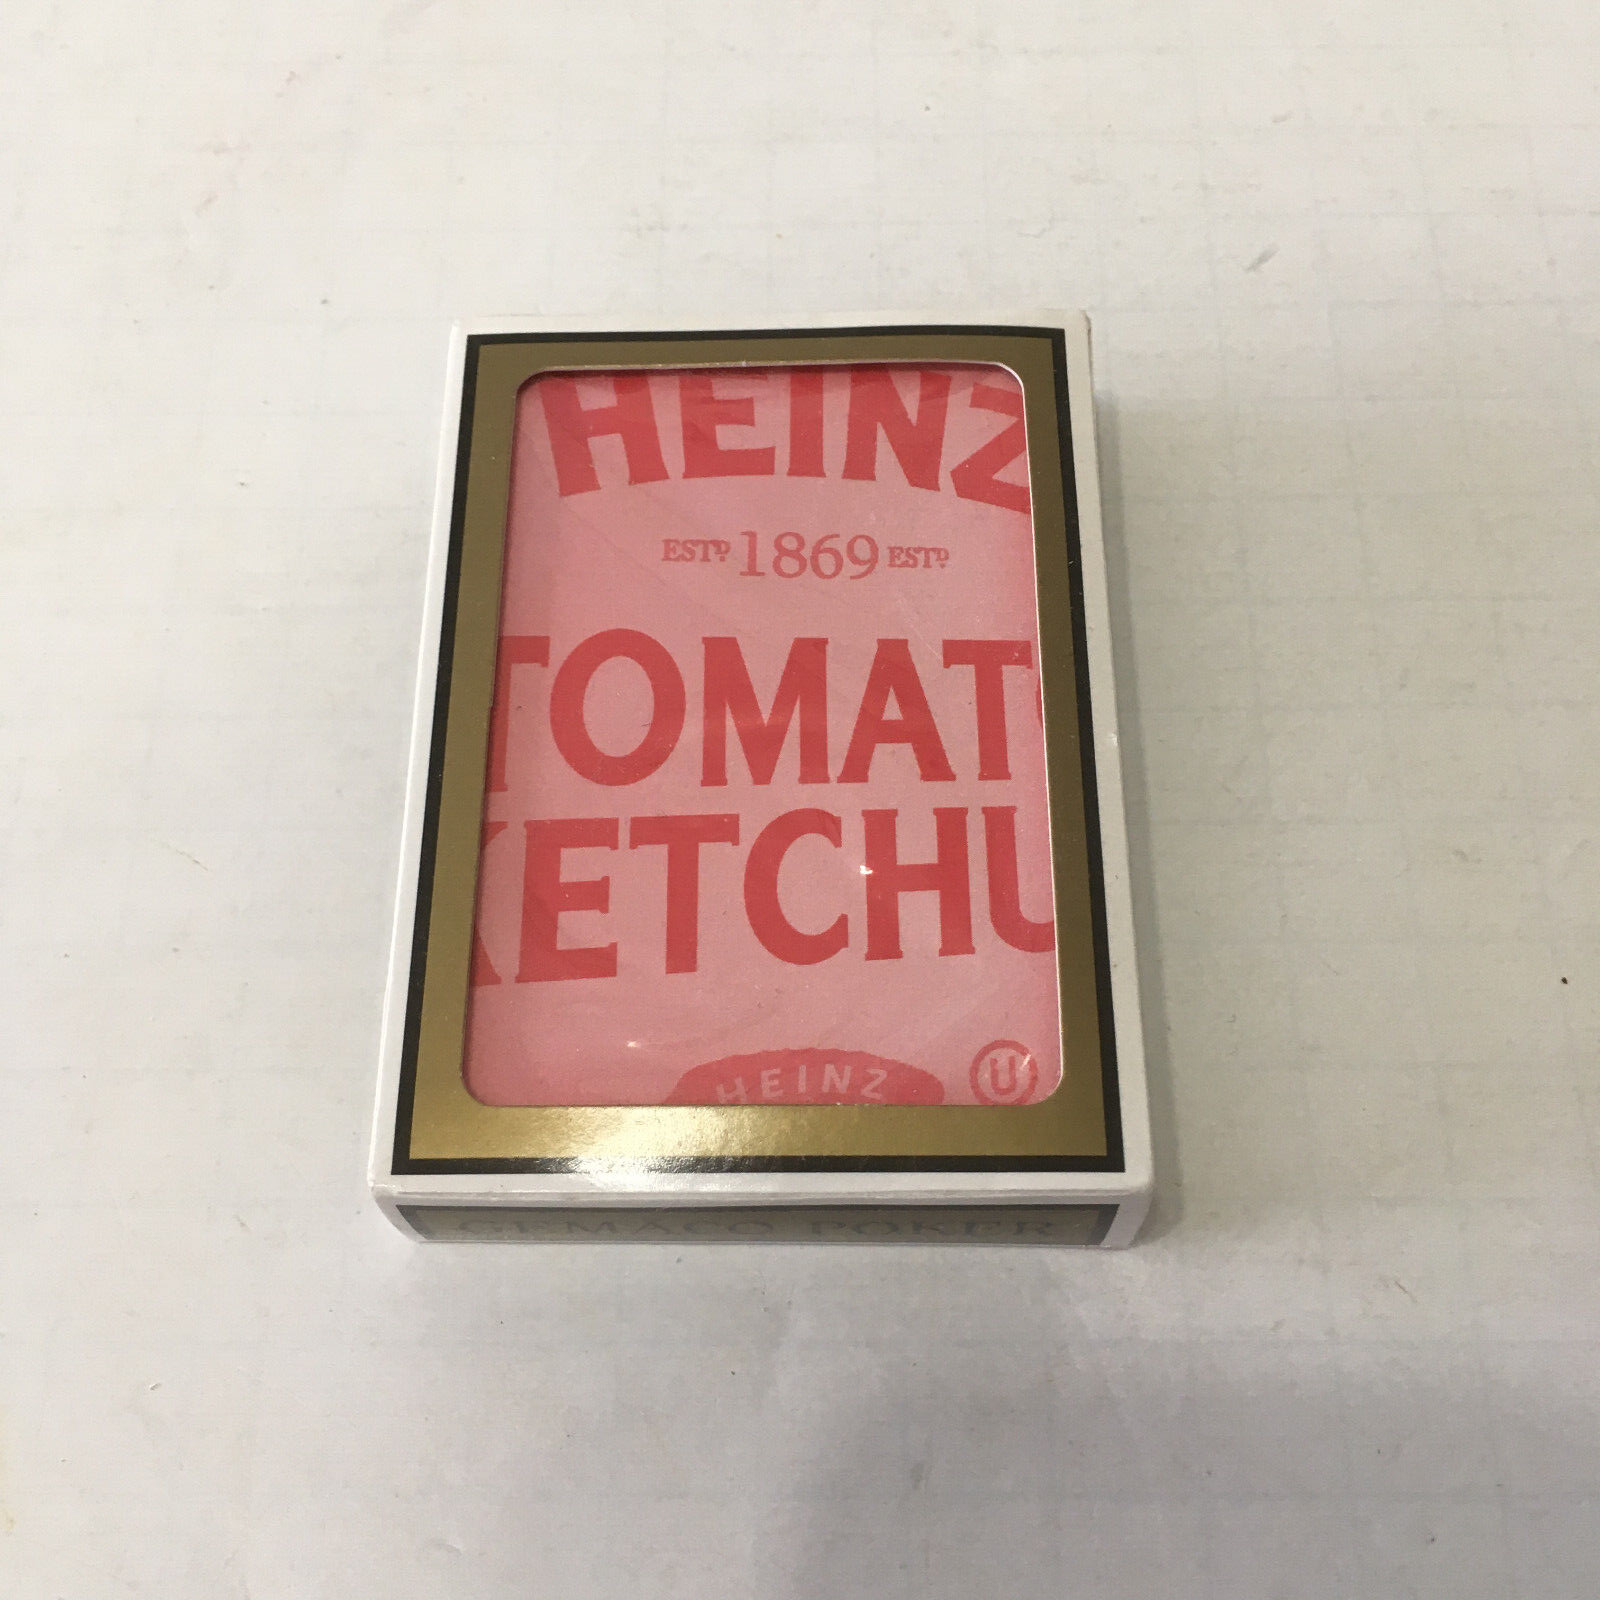 HEINZ
ESTD 1869 ESTD
TOMAT
KETCHU
HEINZ
U
GEMACO POKER